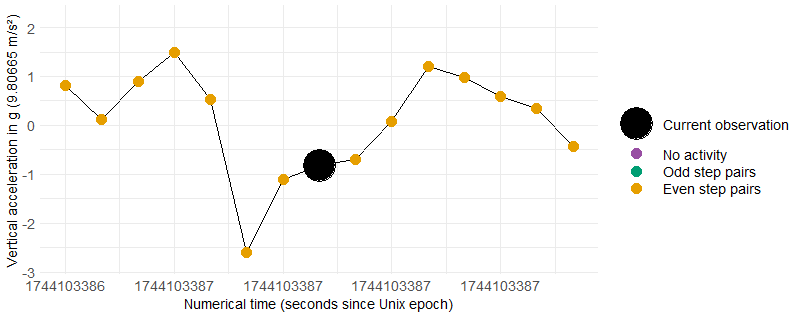 Vertical acceleration in g (9.80665 m/s²)
2
1
0
-1
-2
-3
1744103386 1744103387 1744103387 1744103387 1744103387
Numerical time (seconds since Unix epoch)
Current observation
No activity
Odd step pairs
Even step pairs